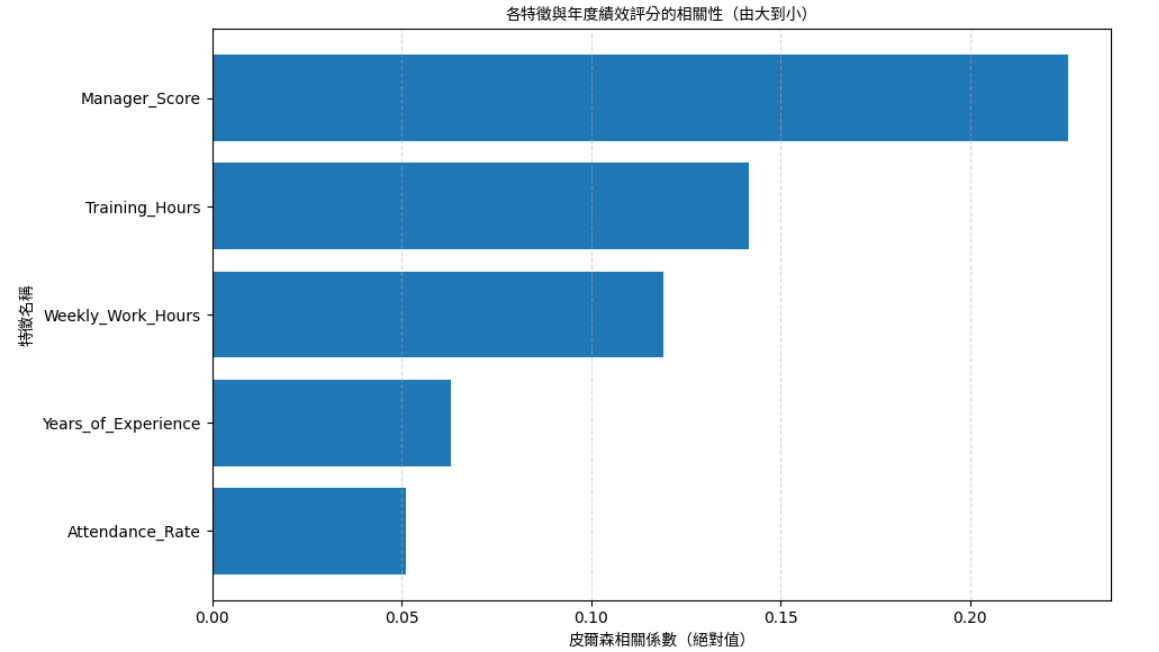 各特徵與年度績效評分的相關性（由大到小）
Manager_Score
Training_Hours
Weekly_Work_Hours
Years_of_Experience
Attendance_Rate
特徵名稱
0.00
0.05
0.10
0.15
0.20
皮爾森相關係數（絕對值）